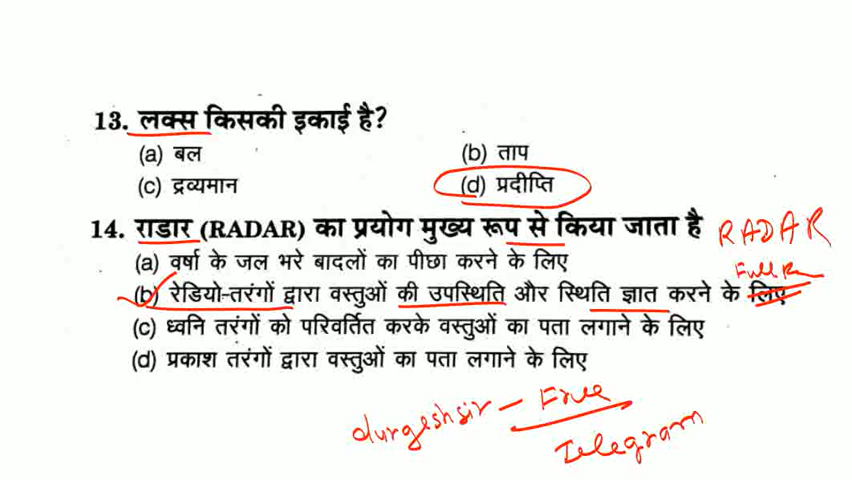 13. लक्स किसकी इकाई है?
(a) बल (b) ताप
(c) द्रव्यमान (d) प्रदीप्ति
14. राडार (RADAR) का प्रयोग मुख्य रूप से किया जाता है RADAR
(a) वर्षा के जल भरे बादलों का पीछा करने के लिए
Full
(b) रेडियो-तरंगों द्वारा वस्तुओं की उपस्थिति और स्थिति ज्ञात करने के लिए
(c) ध्वनि तरंगों को परिवर्तित करके वस्तुओं का पता लगाने के लिए
(d) प्रकाश तरंगों द्वारा वस्तुओं का पता लगाने के लिए
durgeshsir - Free
Telegram